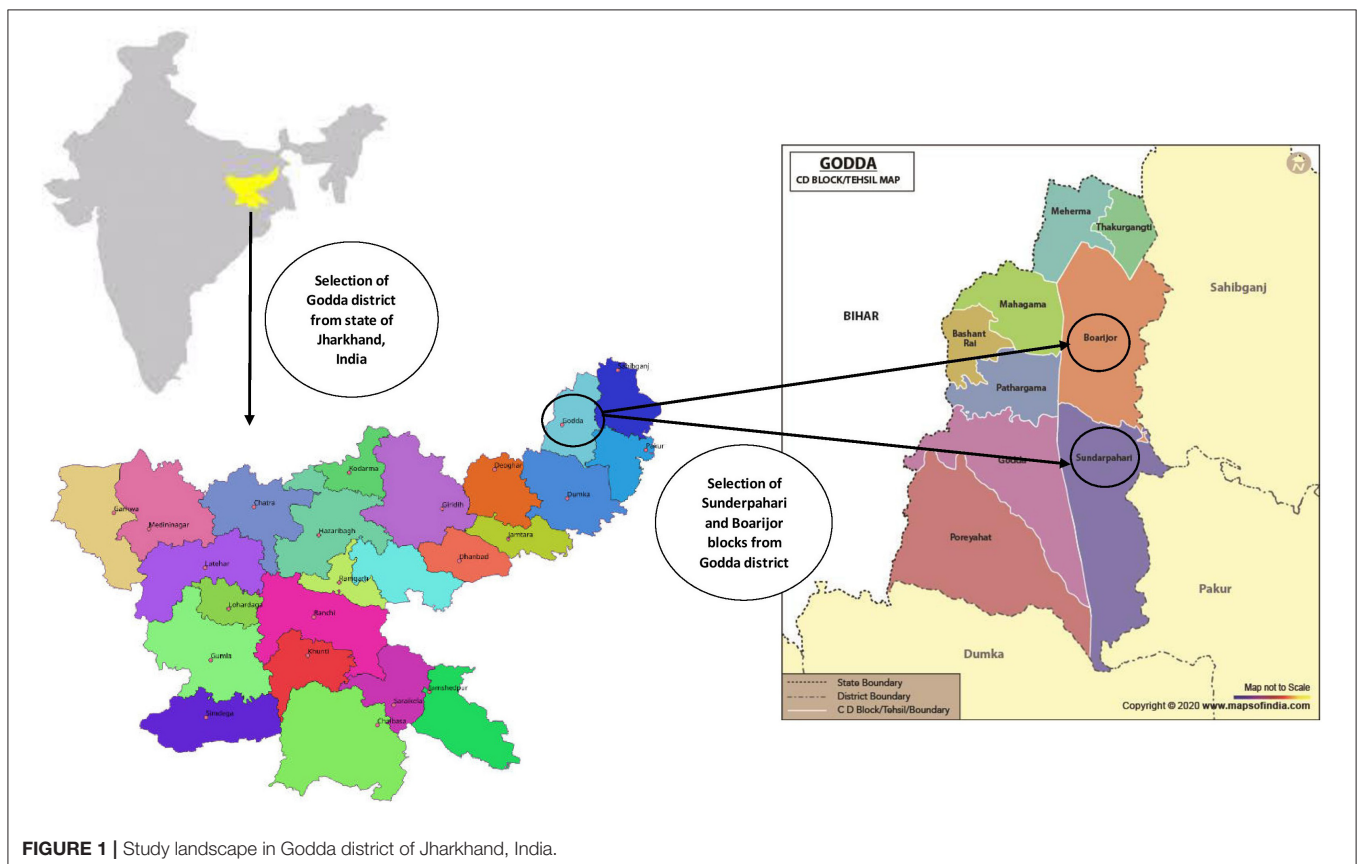 Selection of
Godda district
from state of
Jharkhand,
India
Sahibganj
Godda
Pakur
Deoghar
Dumka
Kodarma
Giridih
Jamtara
Garhwa
Medininagar
Chatra
Hazaribagh
Dhanbad
Latehar
Ramgarh
Lohardaga
Ranchi
Gumla
Khunti
Saraikela
Jamshedpur
Simdega
Chaibasa
Selection of
Sunderpahari
and Boarijor
blocks from
Godda district
GODDA
CD BLOCK/TEHSIL MAP
N
Meherma
Thakurgangti
Sahibganj
Mahagama
BIHAR
Bashant
Rai
Boarijor
Pathargama
Godda
Sundarpahari
Poreyahat
Pakur
Dumka
State Boundary
District Boundary
C D Block/Tehsil/Boundary
Map not to Scale
Copyright © 2020 www.mapsofindia.com
FIGURE 1 | Study landscape in Godda district of Jharkhand, India.